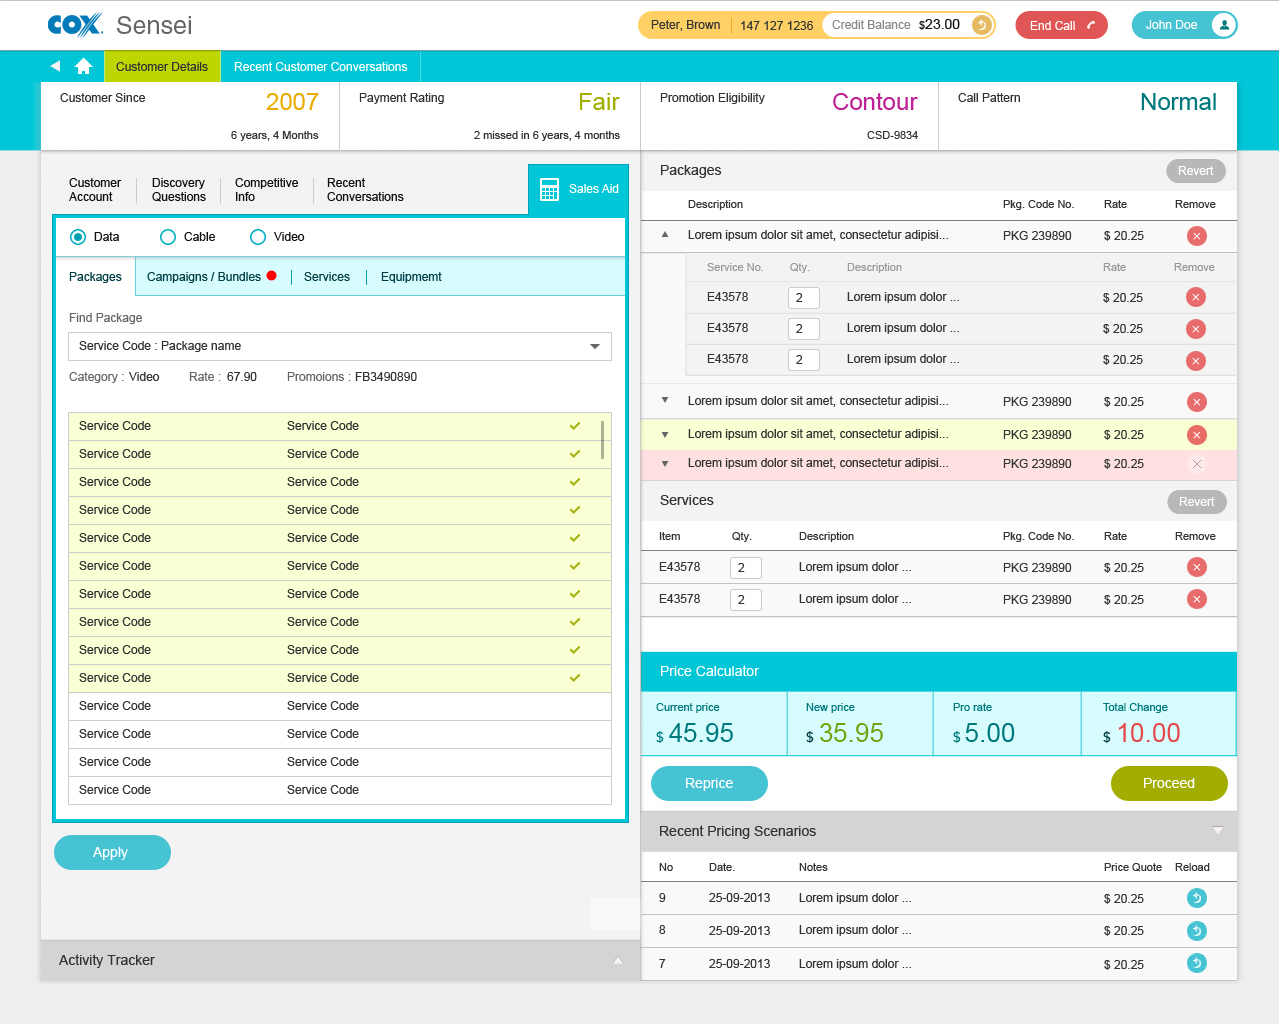 COX Sensei
Peter, Brown 147 127 1236 Credit Balance $23.00
End Call
John Doe
Customer Details Recent Customer Conversations
Customer Since 2007
6 years, 4 Months
Payment Rating Fair
2 missed in 6 years, 4 months
Promotion Eligibility Contour
CSD-9834
Call Pattern Normal
Customer Account
Discovery Questions
Competitive Info
Recent Conversations
Sales Aid
Data Cable Video
Packages Campaigns / Bundles Services Equipmemt
Find Package
Service Code : Package name
Category : Video Rate : 67.90 Promoions : FB3490890
Service Code Service Code
Service Code Service Code
Service Code Service Code
Service Code Service Code
Service Code Service Code
Service Code Service Code
Service Code Service Code
Service Code Service Code
Service Code Service Code
Service Code Service Code
Service Code Service Code
Service Code Service Code
Service Code Service Code
Service Code Service Code
Apply
Activity Tracker
Packages Revert
Description Pkg. Code No. Rate Remove
Lorem ipsum dolor sit amet, consectetur adipisi... PKG 239890 $ 20.25
Service No. Qty. Description Rate Remove
E43578 2 Lorem ipsum dolor ... $ 20.25
E43578 2 Lorem ipsum dolor ... $ 20.25
E43578 2 Lorem ipsum dolor ... $ 20.25
Lorem ipsum dolor sit amet, consectetur adipisi... PKG 239890 $ 20.25
Lorem ipsum dolor sit amet, consectetur adipisi... PKG 239890 $ 20.25
Lorem ipsum dolor sit amet, consectetur adipisi... PKG 239890 $ 20.25
Services Revert
Item Qty. Description Pkg. Code No. Rate Remove
E43578 2 Lorem ipsum dolor ... PKG 239890 $ 20.25
E43578 2 Lorem ipsum dolor ... PKG 239890 $ 20.25
Price Calculator
Current price New price Pro rate Total Change
$ 45.95 $ 35.95 $ 5.00 $ 10.00
Reprice Proceed
Recent Pricing Scenarios
No Date. Notes Price Quote Reload
9 25-09-2013 Lorem ipsum dolor ... $ 20.25
8 25-09-2013 Lorem ipsum dolor ... $ 20.25
7 25-09-2013 Lorem ipsum dolor ... $ 20.25